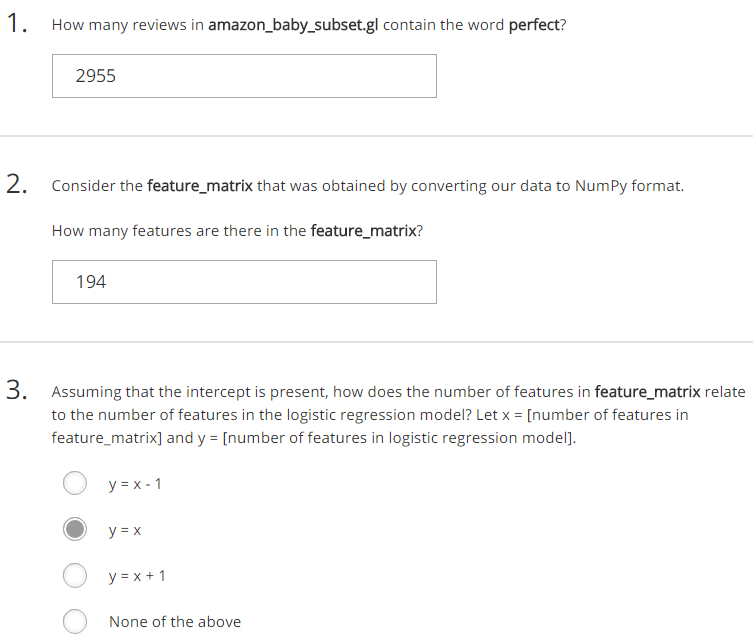 1. How many reviews in amazon_baby_subset.gl contain the word perfect?
2955
2. Consider the feature_matrix that was obtained by converting our data to NumPy format.
How many features are there in the feature_matrix?
194
3. Assuming that the intercept is present, how does the number of features in feature_matrix relate
to the number of features in the logistic regression model? Let x = [number of features in
feature_matrix] and y = [number of features in logistic regression model].
y = x - 1
y = x
y = x + 1
None of the above